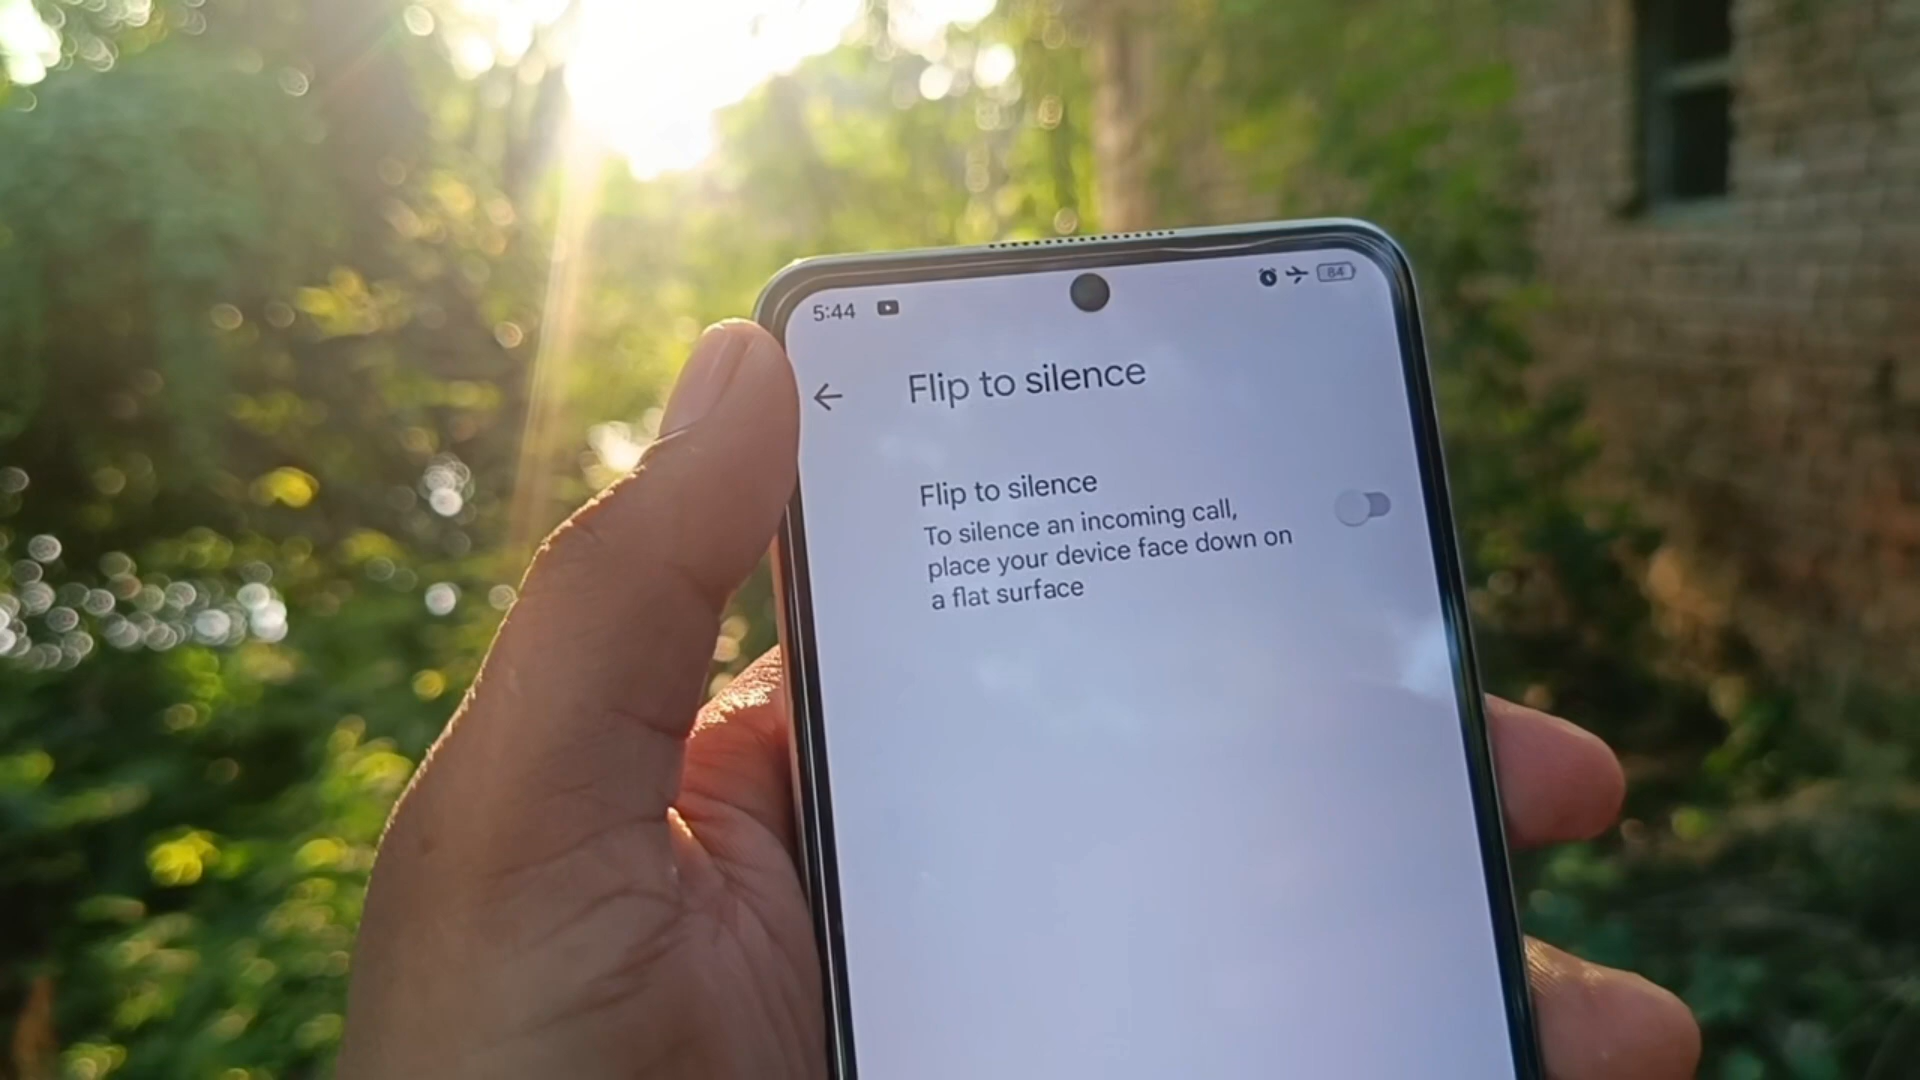 5:44
84
Flip to silence
Flip to silence
To silence an incoming call,
place your device face down on
a flat surface